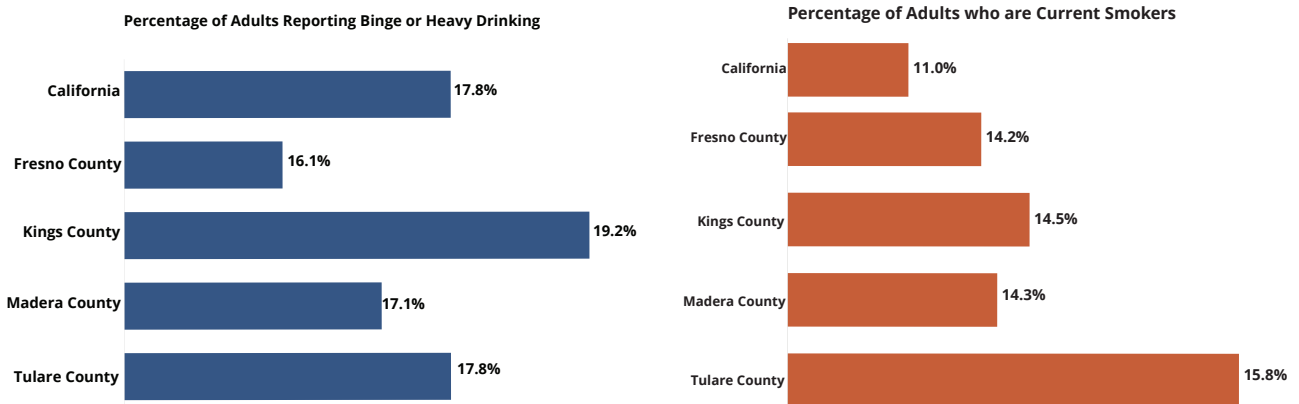 Percentage of Adults Reporting Binge or Heavy Drinking
California 17.8%
Fresno County 16.1%
Kings County 19.2%
Madera County 17.1%
Tulare County 17.8%
Percentage of Adults who are Current Smokers
California 11.0%
Fresno County 14.2%
Kings County 14.5%
Madera County 14.3%
Tulare County 15.8%